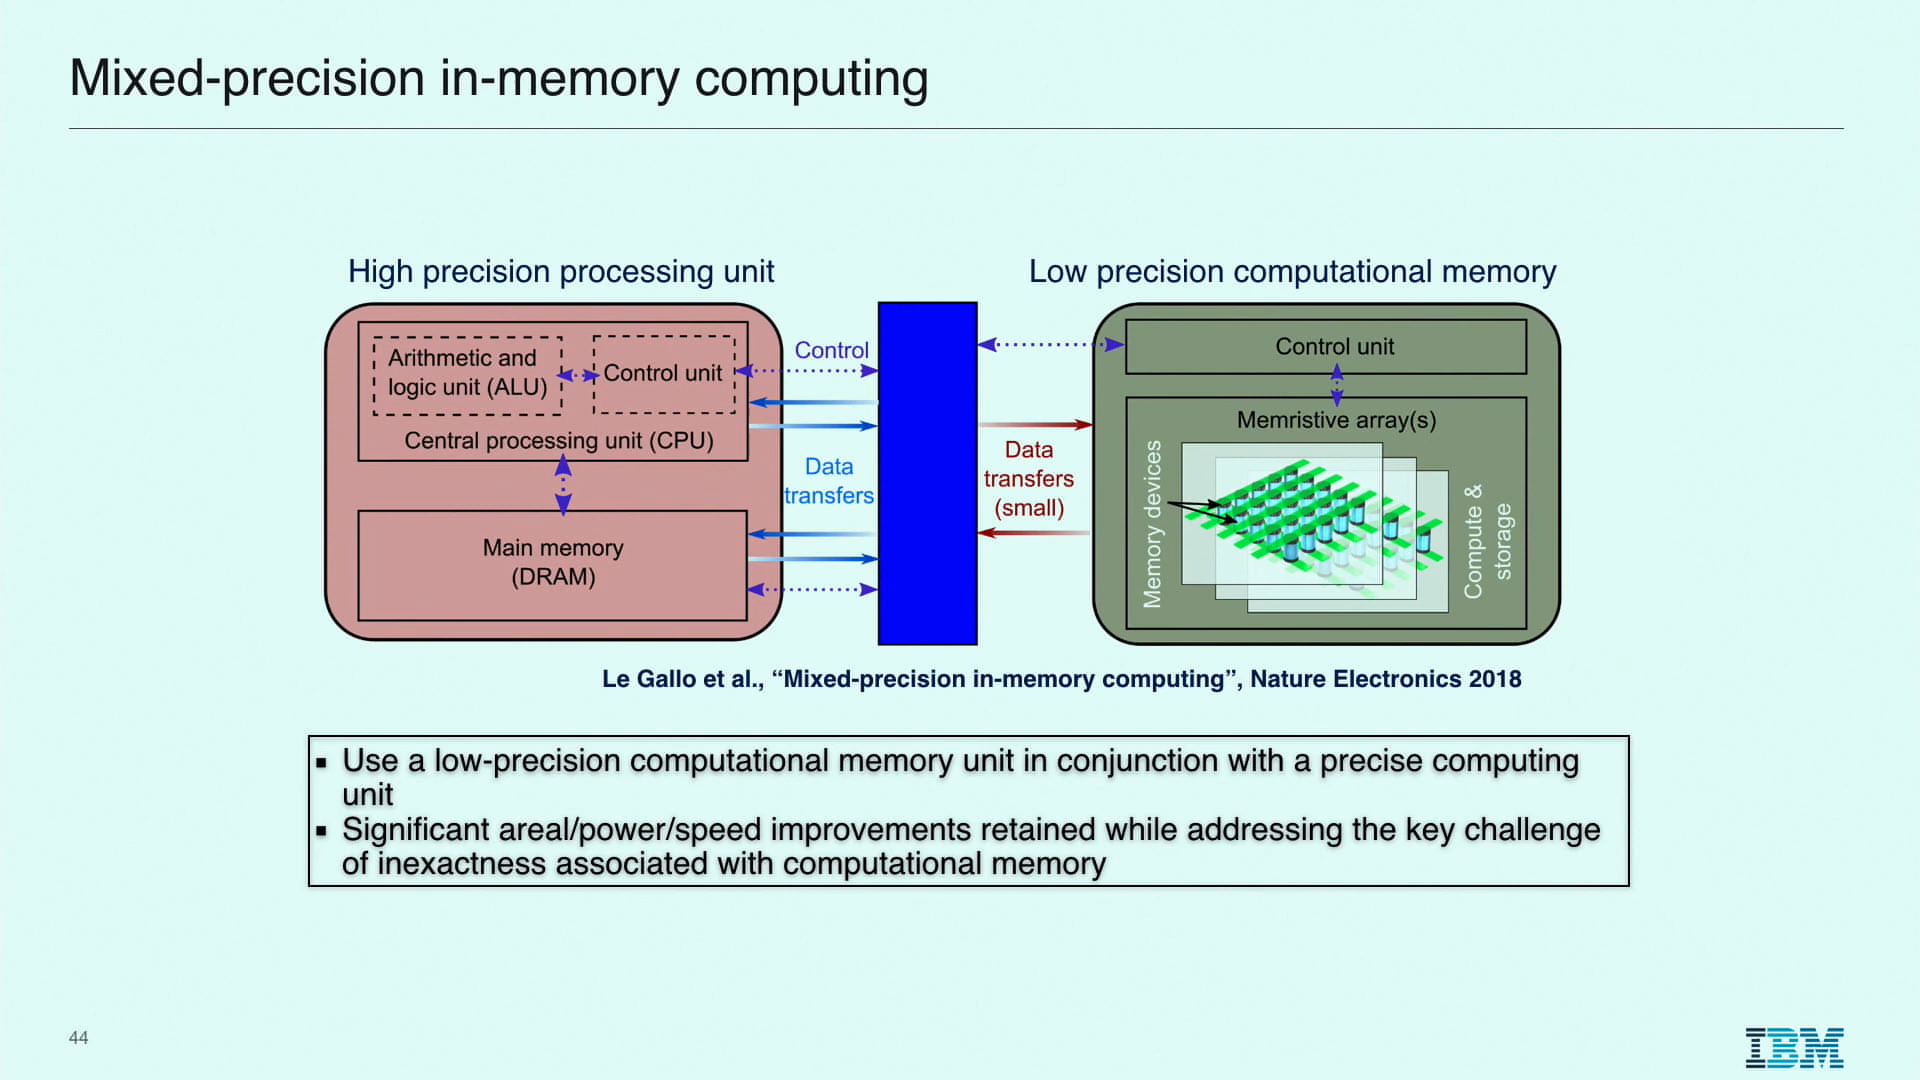 Mixed-precision in-memory computing
High precision processing unit
Low precision computational memory
Arithmetic and
logic unit (ALU)
Control unit
Central processing unit (CPU)
Main memory
(DRAM)
Control
Data
transfers
Data
transfers
(small)
Control unit
Memristive array(s)
Memory devices
Compute &
storage
Le Gallo et al., “Mixed-precision in-memory computing”, Nature Electronics 2018
▪ Use a low-precision computational memory unit in conjunction with a precise computing
unit
▪ Significant areal/power/speed improvements retained while addressing the key challenge
of inexactness associated with computational memory
44
IBM